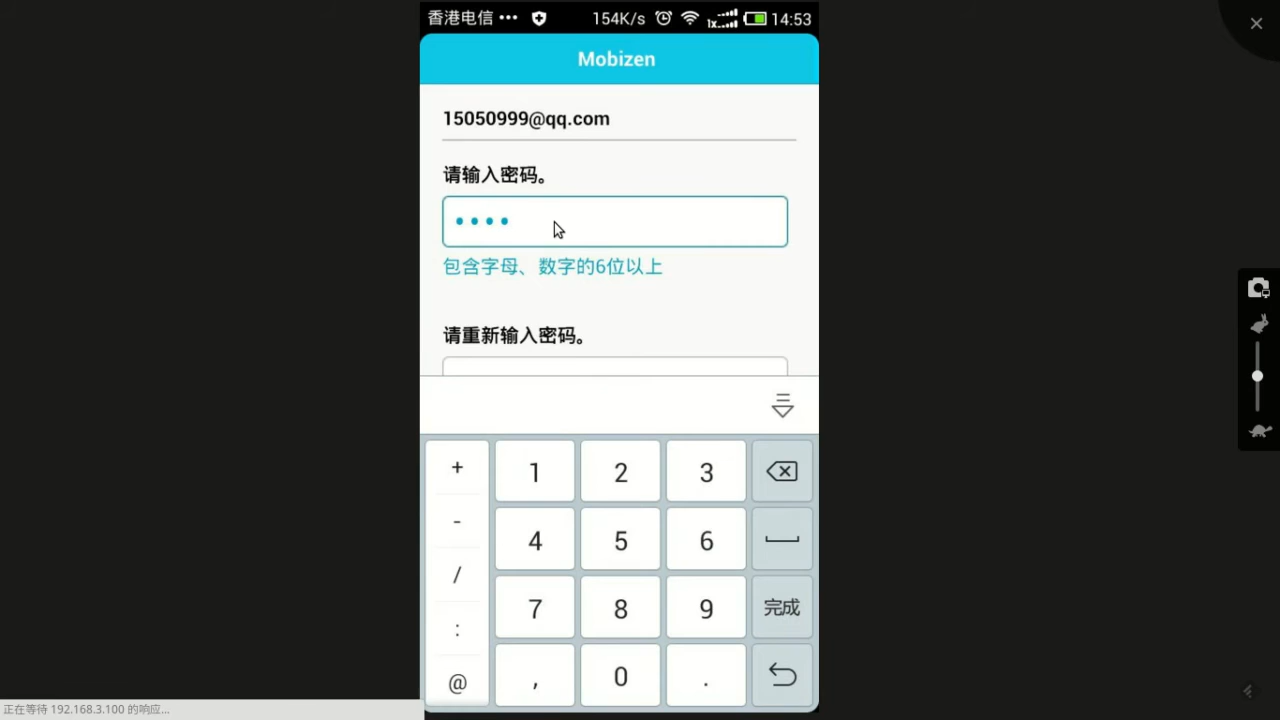 香港电信 ••• 154K/s 1x 14:53
Mobizen
15050999@qq.com
请输入密码。
••••
包含字母、数字的6位以上
请重新输入密码。
+ 1 2 3
- 4 5 6
/ 7 8 9 完成
:
@ , 0 .
正在等待 192.168.3.100 的响应...